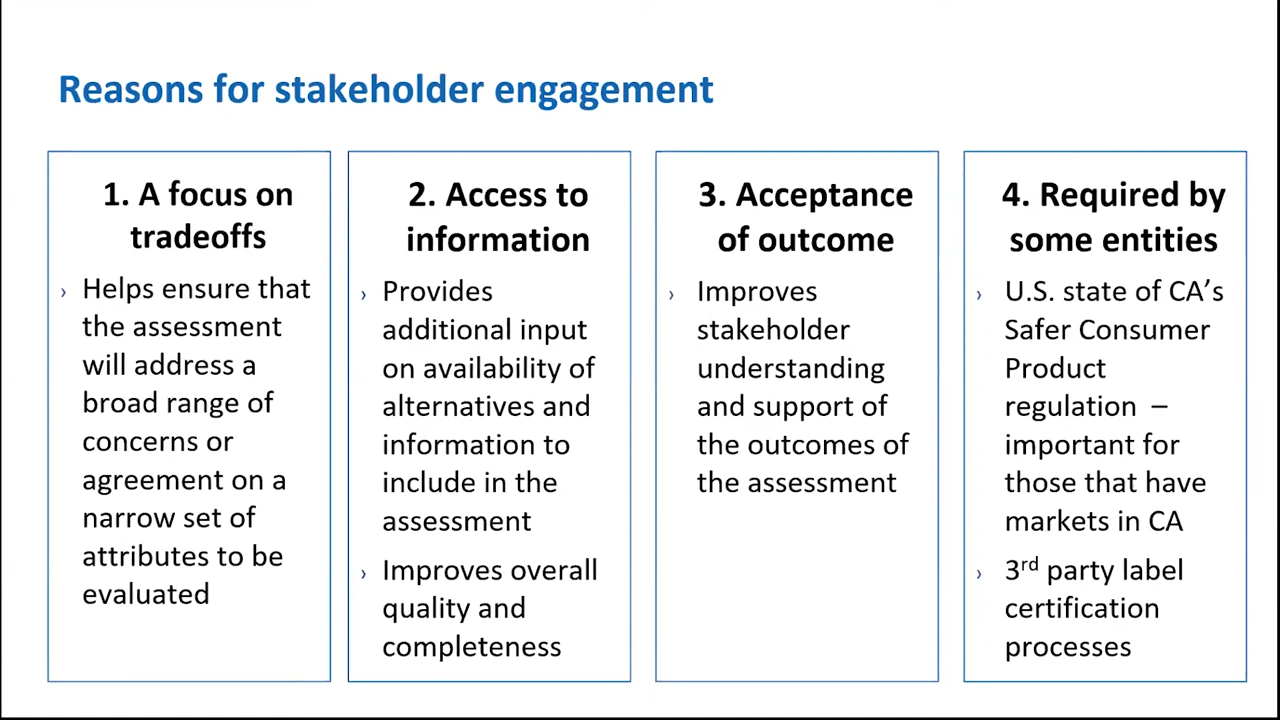 Reasons for stakeholder engagement
1. A focus on
tradeoffs
› Helps ensure that
the assessment
will address a
broad range of
concerns or
agreement on a
narrow set of
attributes to be
evaluated
2. Access to
information
› Provides
additional input
on availability of
alternatives and
information to
include in the
assessment
› Improves overall
quality and
completeness
3. Acceptance
of outcome
› Improves
stakeholder
understanding
and support of
the outcomes of
the assessment
4. Required by
some entities
› U.S. state of CA’s
Safer Consumer
Product
regulation –
important for
those that have
markets in CA
› 3rd party label
certification
processes